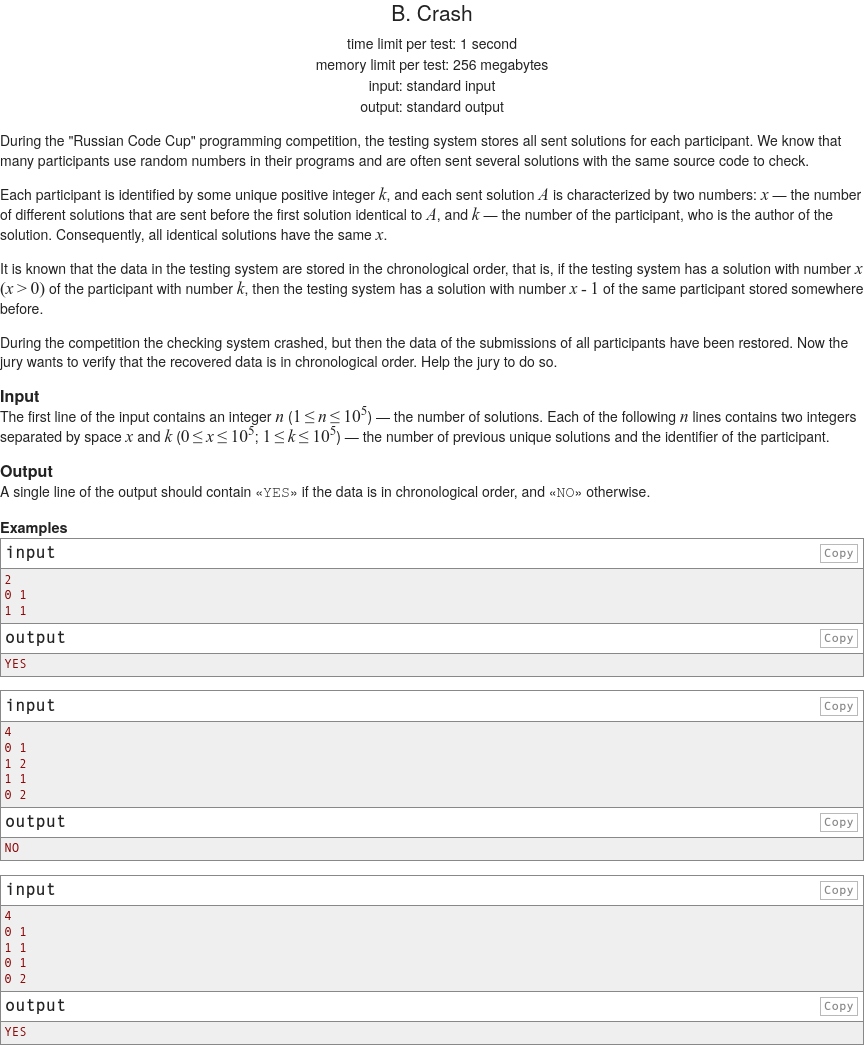 B. Crash
time limit per test: 1 second
memory limit per test: 256 megabytes
input: standard input
output: standard output
During the "Russian Code Cup" programming competition, the testing system stores all sent solutions for each participant. We know that
many participants use random numbers in their programs and are often sent several solutions with the same source code to check.
Each participant is identified by some unique positive integer k, and each sent solution A is characterized by two numbers: x — the number
of different solutions that are sent before the first solution identical to A, and k — the number of the participant, who is the author of the
solution. Consequently, all identical solutions have the same x.
It is known that the data in the testing system are stored in the chronological order, that is, if the testing system has a solution with number x
(x > 0) of the participant with number k, then the testing system has a solution with number x - 1 of the same participant stored somewhere
before.
During the competition the checking system crashed, but then the data of the submissions of all participants have been restored. Now the
jury wants to verify that the recovered data is in chronological order. Help the jury to do so.
Input
The first line of the input contains an integer n (1 ≤ n ≤ 10^5) — the number of solutions. Each of the following n lines contains two integers
separated by space x and k (0 ≤ x ≤ 10^5; 1 ≤ k ≤ 10^5) — the number of previous unique solutions and the identifier of the participant.
Output
A single line of the output should contain «YES» if the data is in chronological order, and «NO» otherwise.
Examples
input Copy
2
0 1
1 1
output Copy
YES
input Copy
4
0 1
1 2
1 1
0 2
output Copy
NO
input Copy
4
0 1
1 1
0 1
0 2
output Copy
YES